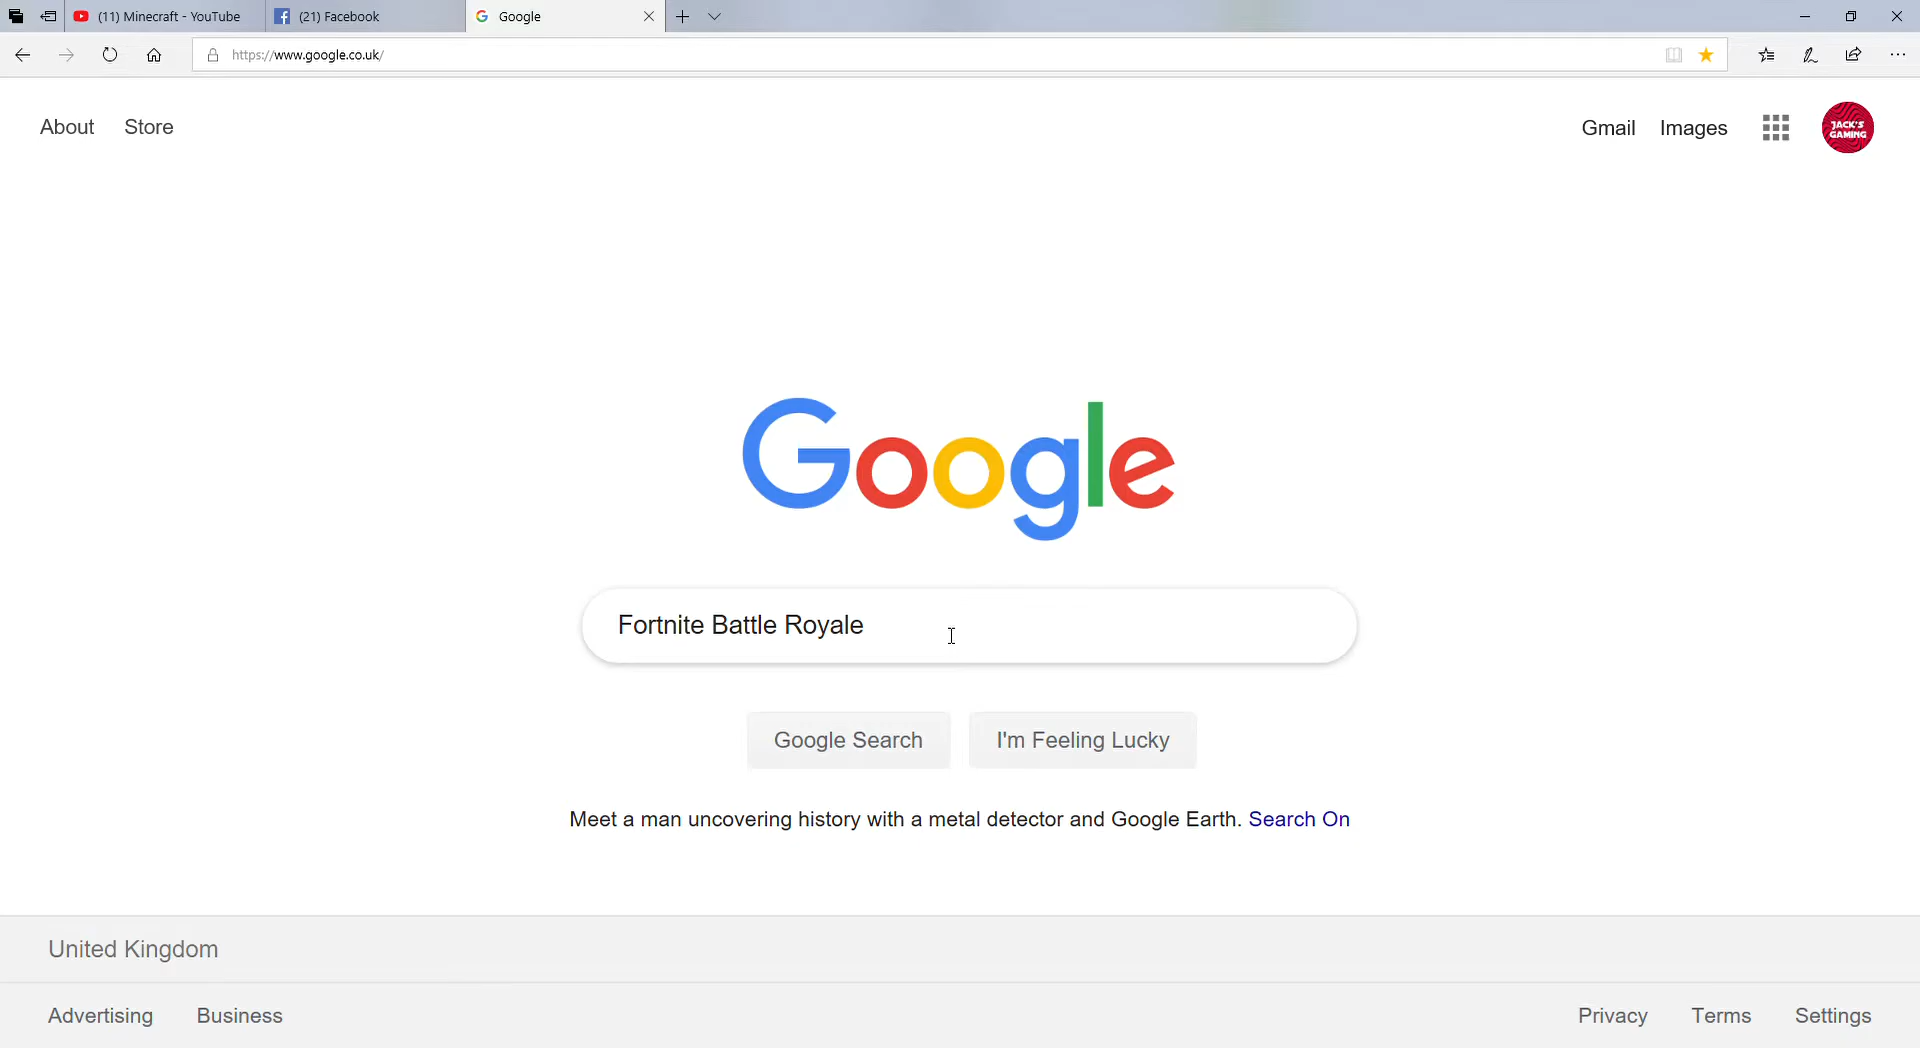 (11) Minecraft - YouTube
(21) Facebook
Google
https://www.google.co.uk/
About
Store
Gmail
Images
JACK'S
GAMING
Google
Fortnite Battle Royale
Google Search
I'm Feeling Lucky
Meet a man uncovering history with a metal detector and Google Earth. Search On
United Kingdom
Advertising
Business
Privacy
Terms
Settings